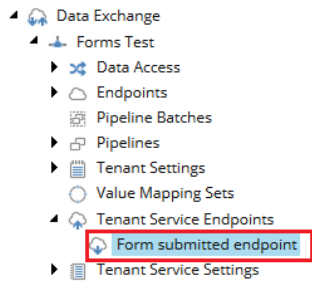 Data Exchange
Forms Test
Data Access
Endpoints
Pipeline Batches
Pipelines
Tenant Settings
Value Mapping Sets
Tenant Service Endpoints
Form submitted endpoint
Tenant Service Settings